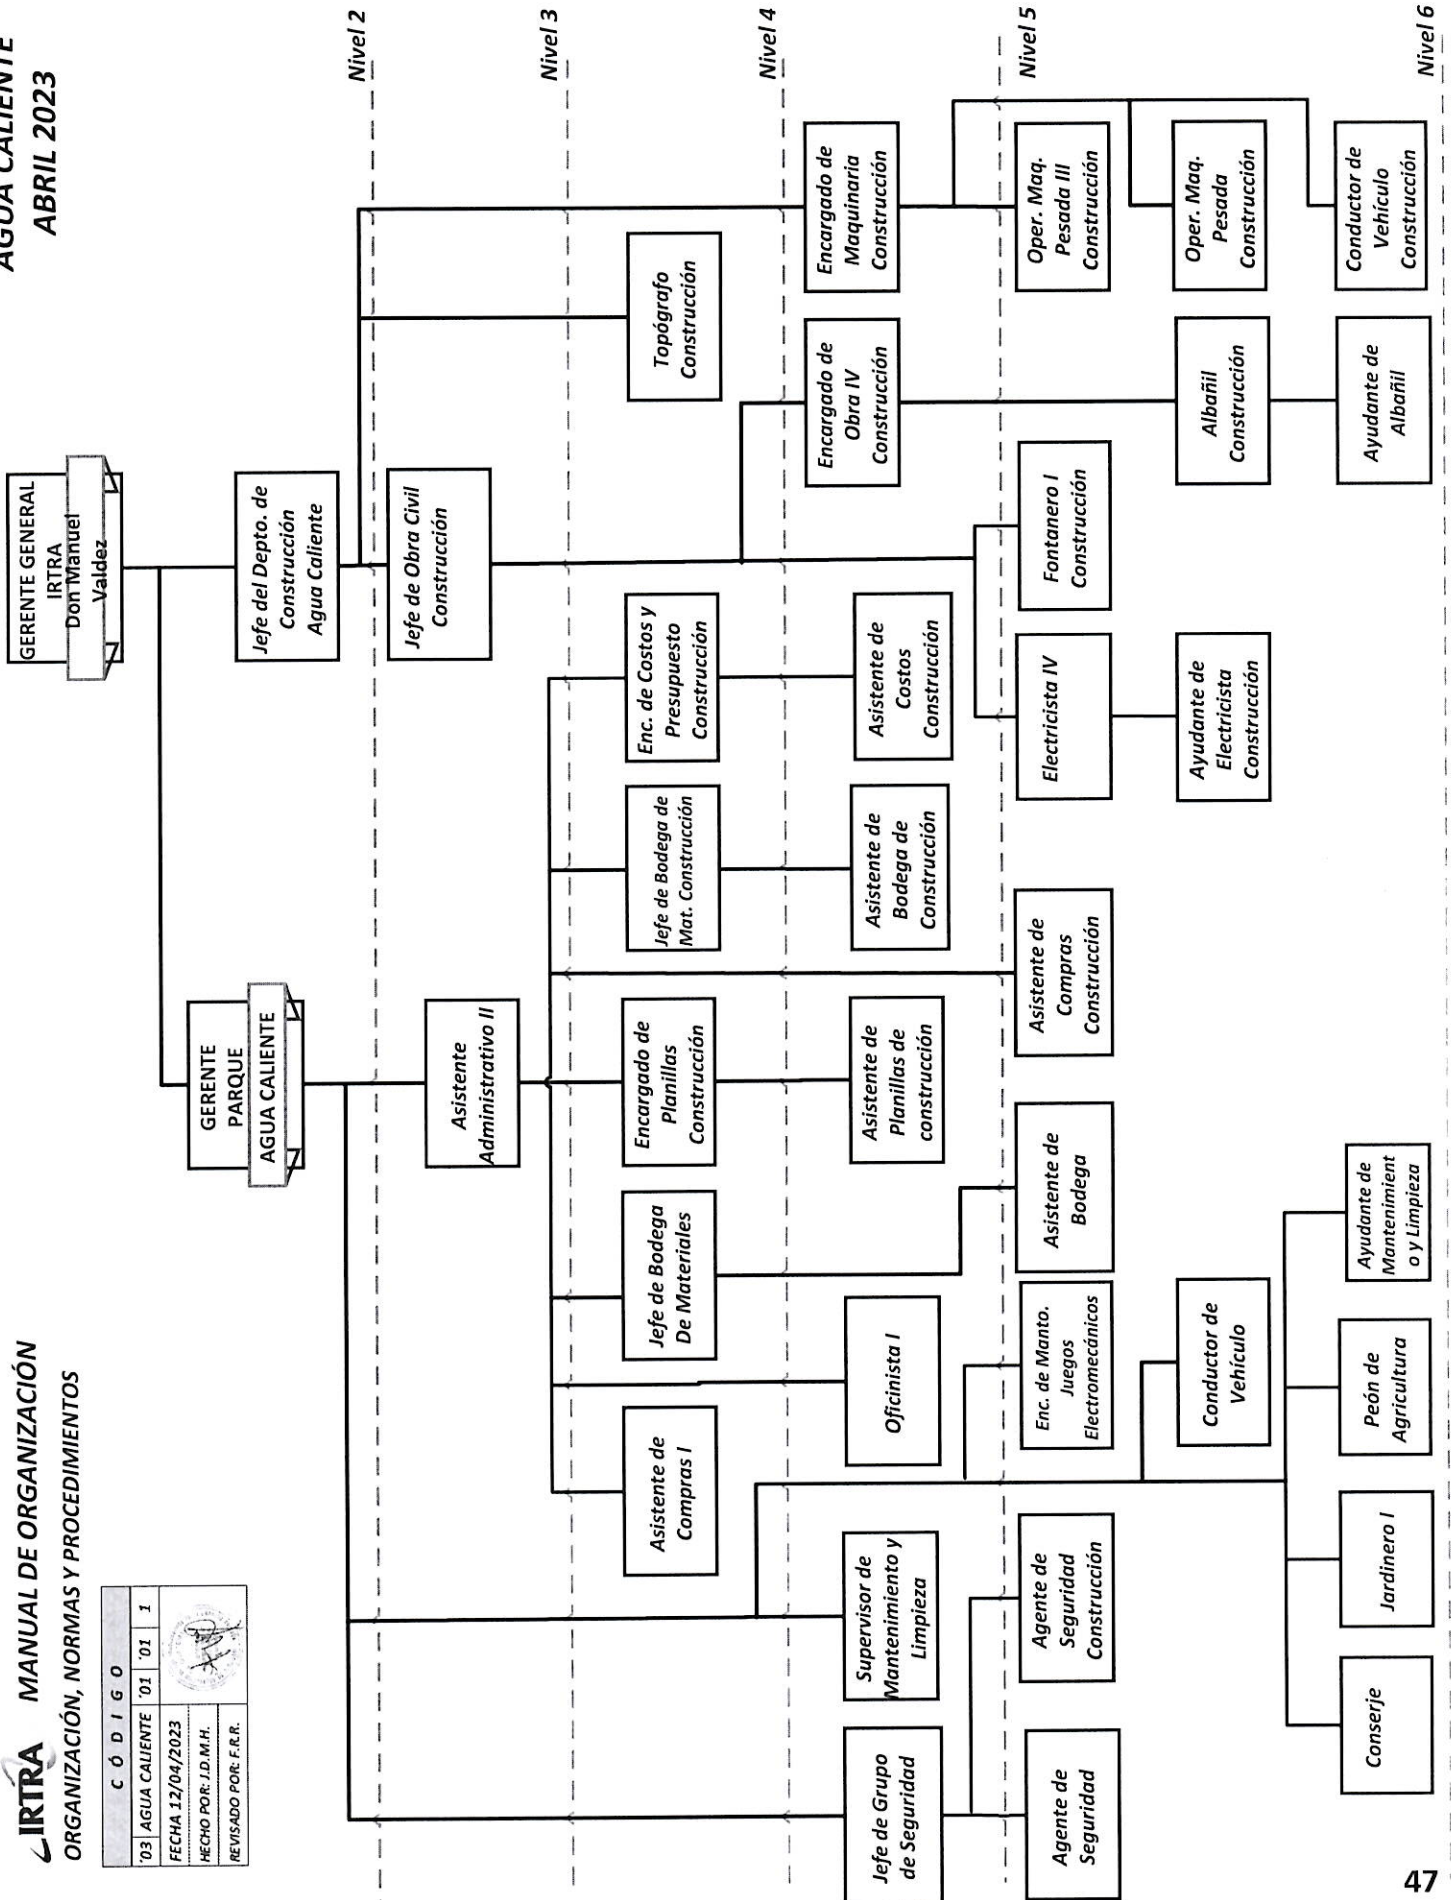 IRTRA MANUAL DE ORGANIZACIÓN
ORGANIZACIÓN, NORMAS Y PROCEDIMIENTOS
AGUA CALIENTE
ABRIL 2023
CÓDIGO
'03 AGUA CALIENTE '01 '01 1
FECHA 12/04/2023
HECHO POR: J.D.M.H.
REVISADO POR: F.R.R.
GERENTE GENERAL
IRTRA
Don Manuel
Valdez
GERENTE
PARQUE
AGUA CALIENTE
Jefe del Depto. de
Construcción
Agua Caliente
Nivel 2
Asistente
Administrativo II
Jefe de Obra Civil
Construcción
Nivel 3
Asistente de
Compras I
Jefe de Bodega
De Materiales
Encargado de
Planillas
Construcción
Jefe de Bodega de
Mat. Construcción
Enc. de Costos y
Presupuesto
Construcción
Topógrafo
Construcción
Nivel 4
Jefe de Grupo
de Seguridad
Supervisor de
Mantenimiento y
Limpieza
Oficinista I
Asistente de
Planillas de
construcción
Asistente de
Bodega de
Construcción
Asistente de
Costos
Construcción
Encargado de
Obra IV
Construcción
Encargado de
Maquinaria
Construcción
Nivel 5
Agente de
Seguridad
Agente de
Seguridad
Construcción
Enc. de Manto.
Juegos
Electromecánicos
Asistente de
Bodega
Asistente de
Compras
Construcción
Electricista IV
Fontanero I
Construcción
Oper. Maq.
Pesada III
Construcción
Conductor de
Vehículo
Ayudante de
Electricista
Construcción
Albañil
Construcción
Oper. Maq.
Pesada
Construcción
Conserje
Jardinero I
Peón de
Agricultura
Ayudante de
Mantenimient
o y Limpieza
Ayudante de
Albañil
Conductor de
Vehículo
Construcción
Nivel 6
47